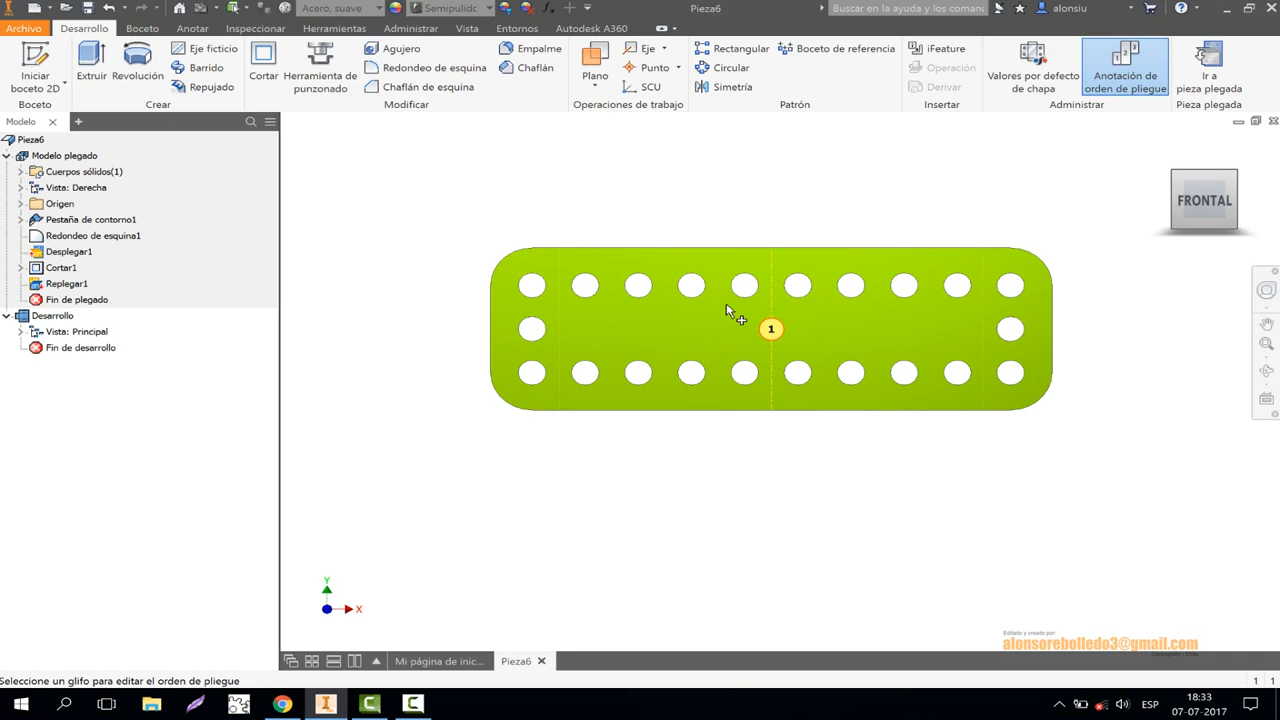 Acero, suave
Semipulid
Pieza6
Buscar en la ayuda y los coman
alonsiu
Archivo Desarrollo Boceto Anotar Inspeccionar Herramientas Administrar Vista Entornos Autodesk A360
Iniciar
boceto 2D
Boceto
Extruir
Revolución
Eje ficticio
Barrido
Repujado
Crear
Cortar
Herramienta de
punzonado
Agujero
Redondeo de esquina
Chaflán de esquina
Empalme
Chaflán
Modificar
Plano
Eje
Punto
SCU
Operaciones de trabajo
Rectangular
Circular
Simetría
Boceto de referencia
Patrón
iFeature
Operación
Derivar
Insertar
Valores por defecto
de chapa
Anotación de
orden de pliegue
Administrar
Ir a
pieza plegada
Pieza plegada
Modelo
Pieza6
Modelo plegado
Cuerpos sólidos(1)
Vista: Derecha
Origen
Pestaña de contorno1
Redondeo de esquina1
Desplegar1
Cortar1
Replegar1
Fin de plegado
Desarrollo
Vista: Principal
Fin de desarrollo
FRONTAL
1
Y
X
Editado y creado por:
alonsorebolledo3@gmail.com
Mi página de inic...
Pieza6
Seleccione un glifo para editar el orden de pliegue
1 1
ESP
18:33
07-07-2017